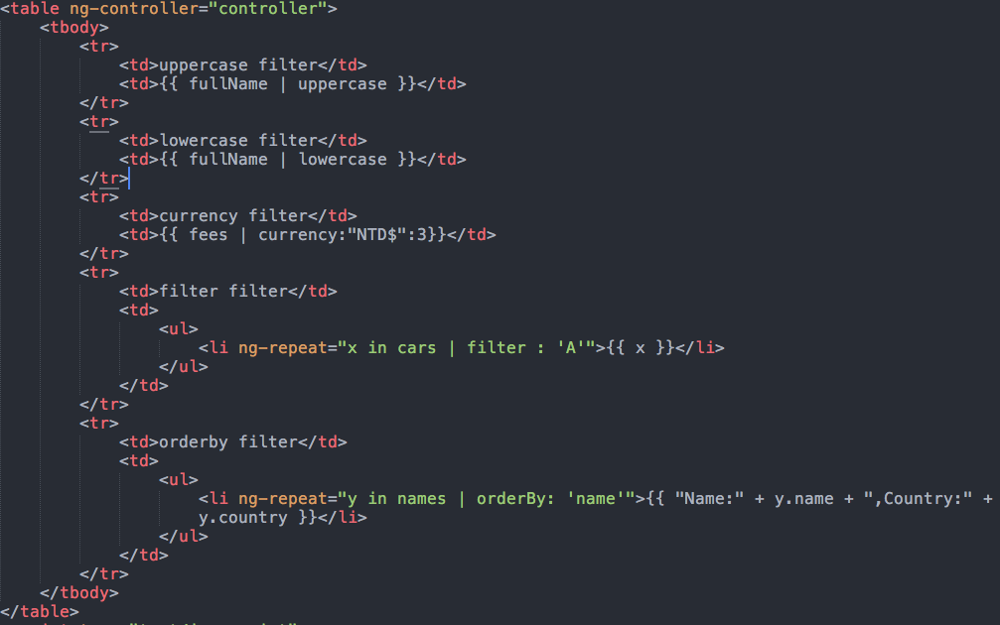 <table ng-controller="controller">
<tbody>
<tr>
<td>uppercase filter</td>
<td>{{ fullName | uppercase }}</td>
</tr>
<tr>
<td>lowercase filter</td>
<td>{{ fullName | lowercase }}</td>
</tr>
<tr>
<td>currency filter</td>
<td>{{ fees | currency:"NTD$":3}}</td>
</tr>
<tr>
<td>filter filter</td>
<td>
<ul>
<li ng-repeat="x in cars | filter : 'A'">{{ x }}</li>
</ul>
</td>
</tr>
<tr>
<td>orderby filter</td>
<td>
<ul>
<li ng-repeat="y in names | orderBy: 'name'">{{ "Name:" + y.name + ",Country:" +
y.country }}</li>
</ul>
</td>
</tr>
</tbody>
</table>